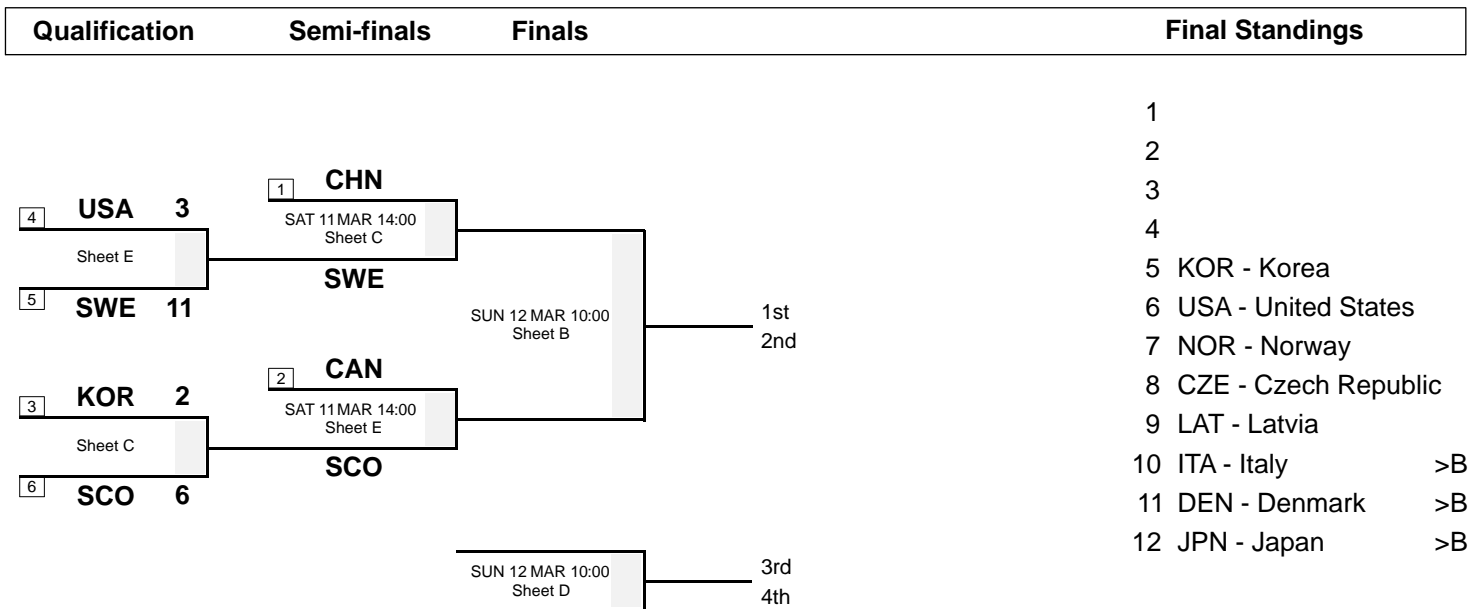 Qualification Semi-finals Finals Final Standings
1
2
3
4
5 KOR - Korea
6 USA - United States
7 NOR - Norway
8 CZE - Czech Republic
9 LAT - Latvia
10 ITA - Italy >B
11 DEN - Denmark >B
12 JPN - Japan >B
4 USA 3
Sheet E
5 SWE 11
3 KOR 2
Sheet C
6 SCO 6
1 CHN
SAT 11 MAR 14:00
Sheet C
SWE
2 CAN
SAT 11 MAR 14:00
Sheet E
SCO
SUN 12 MAR 10:00
Sheet B
1st
2nd
SUN 12 MAR 10:00
Sheet D
3rd
4th